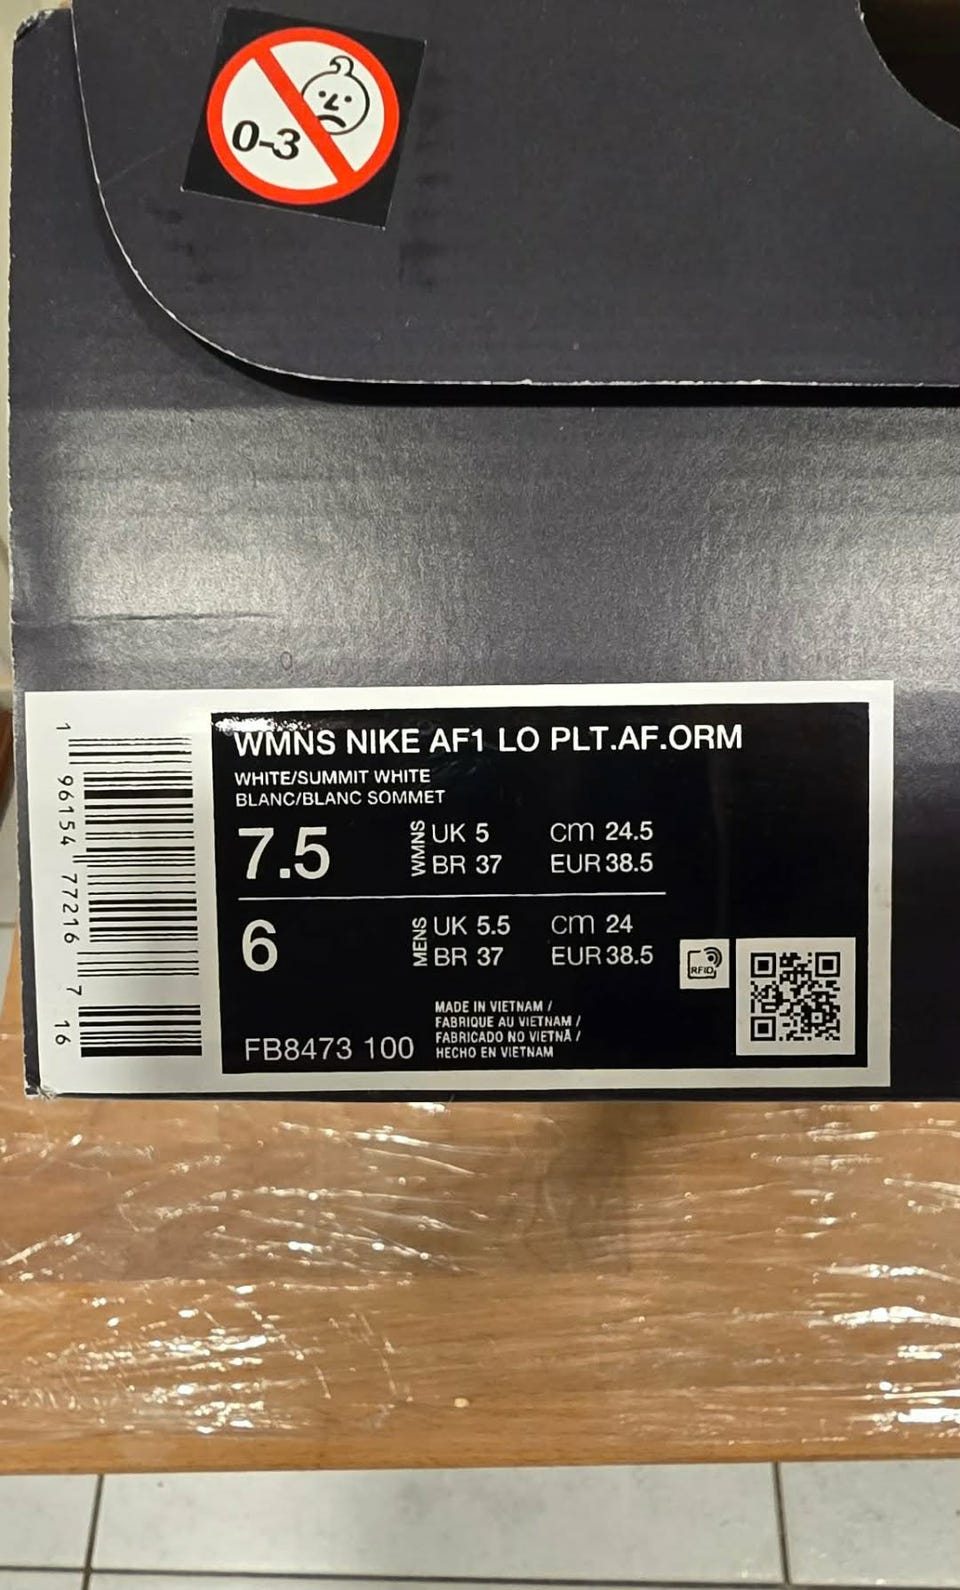 0-3
WMNS NIKE AF1 LO PLT.AF.ORM
WHITE/SUMMIT WHITE
BLANC/BLANC SOMMET
7.5 WMNS UK 5 cm 24.5
BR 37 EUR 38.5
6 MENS UK 5.5 cm 24
BR 37 EUR 38.5
RFID
MADE IN VIETNAM /
FABRIQUE AU VIETNAM /
FABRICADO NO VIETNÃ /
HECHO EN VIETNAM
FB8473 100
1 96154 77216 7 16